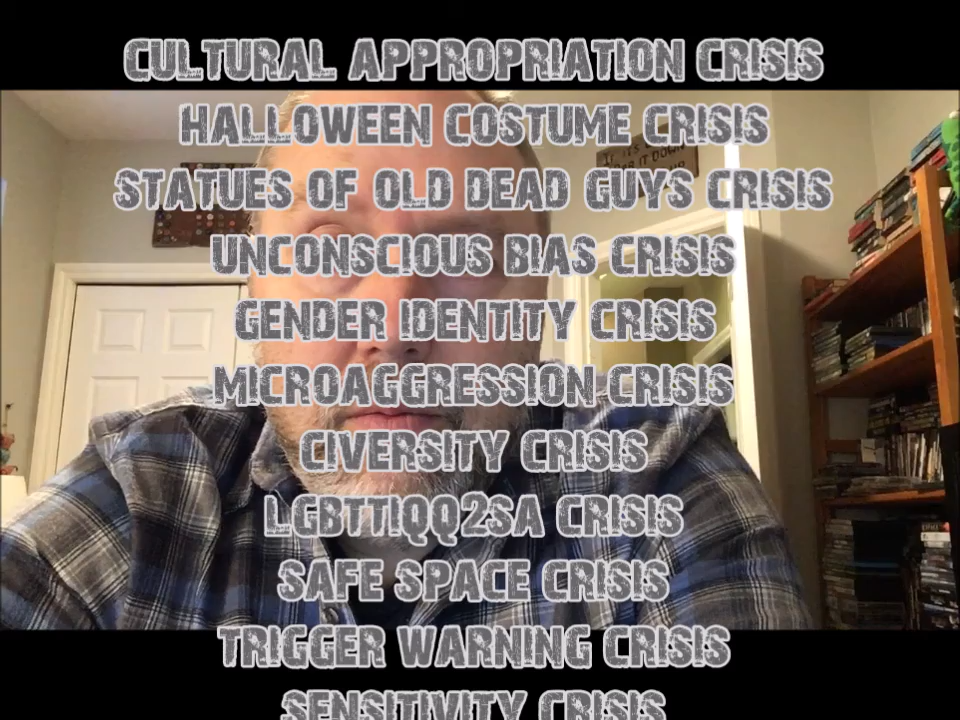 CULTURAL APPROPRIATION CRISIS
HALLOWEEN COSTUME CRISIS
STATUES OF OLD DEAD GUYS CRISIS
UNCONSCIOUS BIAS CRISIS
GENDER IDENTITY CRISIS
MICROAGGRESSION CRISIS
CIVERSITY CRISIS
LGBTTIQQ2SA CRISIS
SAFE SPACE CRISIS
TRIGGER WARNING CRISIS
SENSITIVITY CRISIS